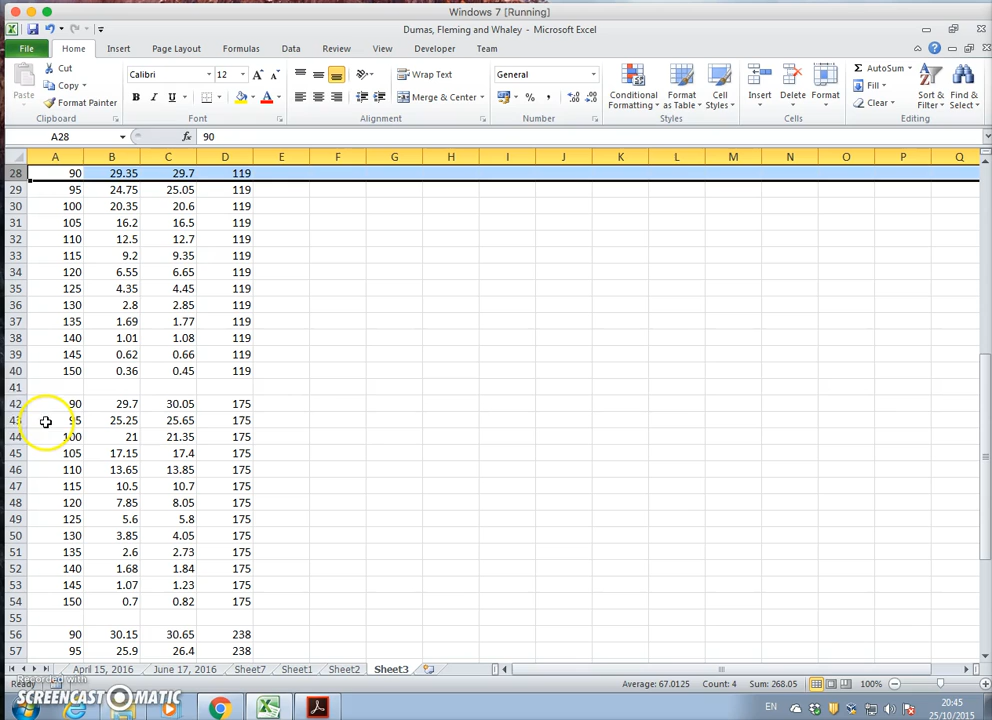 Windows 7 [Running]
Dumas, Fleming and Whaley - Microsoft Excel
File Home Insert Page Layout Formulas Data Review View Developer Team
Paste Cut Copy Format Painter Clipboard
Calibri 12 A A B I U A Font
Wrap Text Merge & Center Alignment
General % , Number
Conditional Formatting Format as Table Cell Styles Styles
Insert Delete Format Cells
Σ AutoSum Fill Clear Sort & Filter Find & Select Editing
A28 fx 90
A B C D E F G H I J K L M N O P Q
28 90 29.35 29.7 119
29 95 24.75 25.05 119
30 100 20.35 20.6 119
31 105 16.2 16.5 119
32 110 12.5 12.7 119
33 115 9.2 9.35 119
34 120 6.55 6.65 119
35 125 4.35 4.45 119
36 130 2.8 2.85 119
37 135 1.69 1.77 119
38 140 1.01 1.08 119
39 145 0.62 0.66 119
40 150 0.36 0.45 119
41
42 90 29.7 30.05 175
43 95 25.25 25.65 175
44 100 21 21.35 175
45 105 17.15 17.4 175
46 110 13.65 13.85 175
47 115 10.5 10.7 175
48 120 7.85 8.05 175
49 125 5.6 5.8 175
50 130 3.85 4.05 175
51 135 2.6 2.73 175
52 140 1.68 1.84 175
53 145 1.07 1.23 175
54 150 0.7 0.82 175
55
56 90 30.15 30.65 238
57 95 25.9 26.4 238
April 15, 2016 June 17, 2016 Sheet7 Sheet1 Sheet2 Sheet3
Ready Average: 67.0125 Count: 4 Sum: 268.05 100%
Recorded with
SCREENCAST O MATIC
EN 20:45
25/10/2015